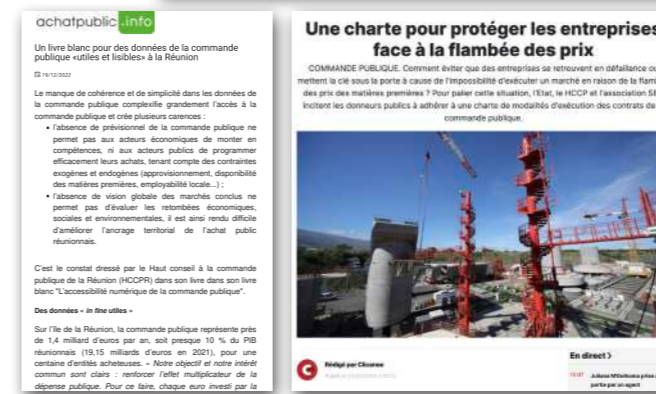 achatpublic.info
Un livre blanc pour des données de la commande
publique «utiles et lisibles» à la Réunion
19/12/2022
Le manque de cohérence et de simplicité dans les données de
la commande publique complexifie grandement l'accès à la
commande publique et crée plusieurs carences :
• l'absence de prévisionnel de la commande publique ne
permet pas aux acteurs économiques de monter en
compétences, ni aux acteurs publics de programmer
efficacement leurs achats, tenant compte des contraintes
exogènes et endogènes (approvisionnement, disponibilité
des matières premières, employabilité locale...) ;
• l'absence de vision globale des marchés conclus ne
permet pas d'évaluer les retombées économiques,
sociales et environnementales, il est ainsi rendu difficile
d'améliorer l'ancrage territorial de l'achat public
réunionnais.
C'est le constat dressé par le Haut conseil à la commande
publique de la Réunion (HCCPR) dans son livre dans son livre
blanc "L'accessibilité numérique de la commande publique".
Des données « in fine utiles »
Sur l'île de la Réunion, la commande publique représente près
de 1,4 milliard d'euros par an, soit presque 10 % du PIB
réunionnais (19,15 milliards d'euros en 2021), pour une
centaine d'entités acheteuses. « Notre objectif et notre intérêt
commun sont clairs : renforcer l'effet multiplicateur de la
dépense publique. Pour ce faire, chaque euro investi par la
Une charte pour protéger les entreprises
face à la flambée des prix
COMMANDE PUBLIQUE. Comment éviter que des entreprises se retrouvent en défaillance ou
mettent la clé sous la porte à cause de l'impossibilité d'exécuter un marché en raison de la
des prix des matières premières ? Pour palier cette situation, l'Etat, le HCCP et l'association
incitent les donneurs publics à adhérer à une charte de modalités d'exécution des contrats de
commande publique.
Rédigé par Clicanoo
En direct >
partie par un agent